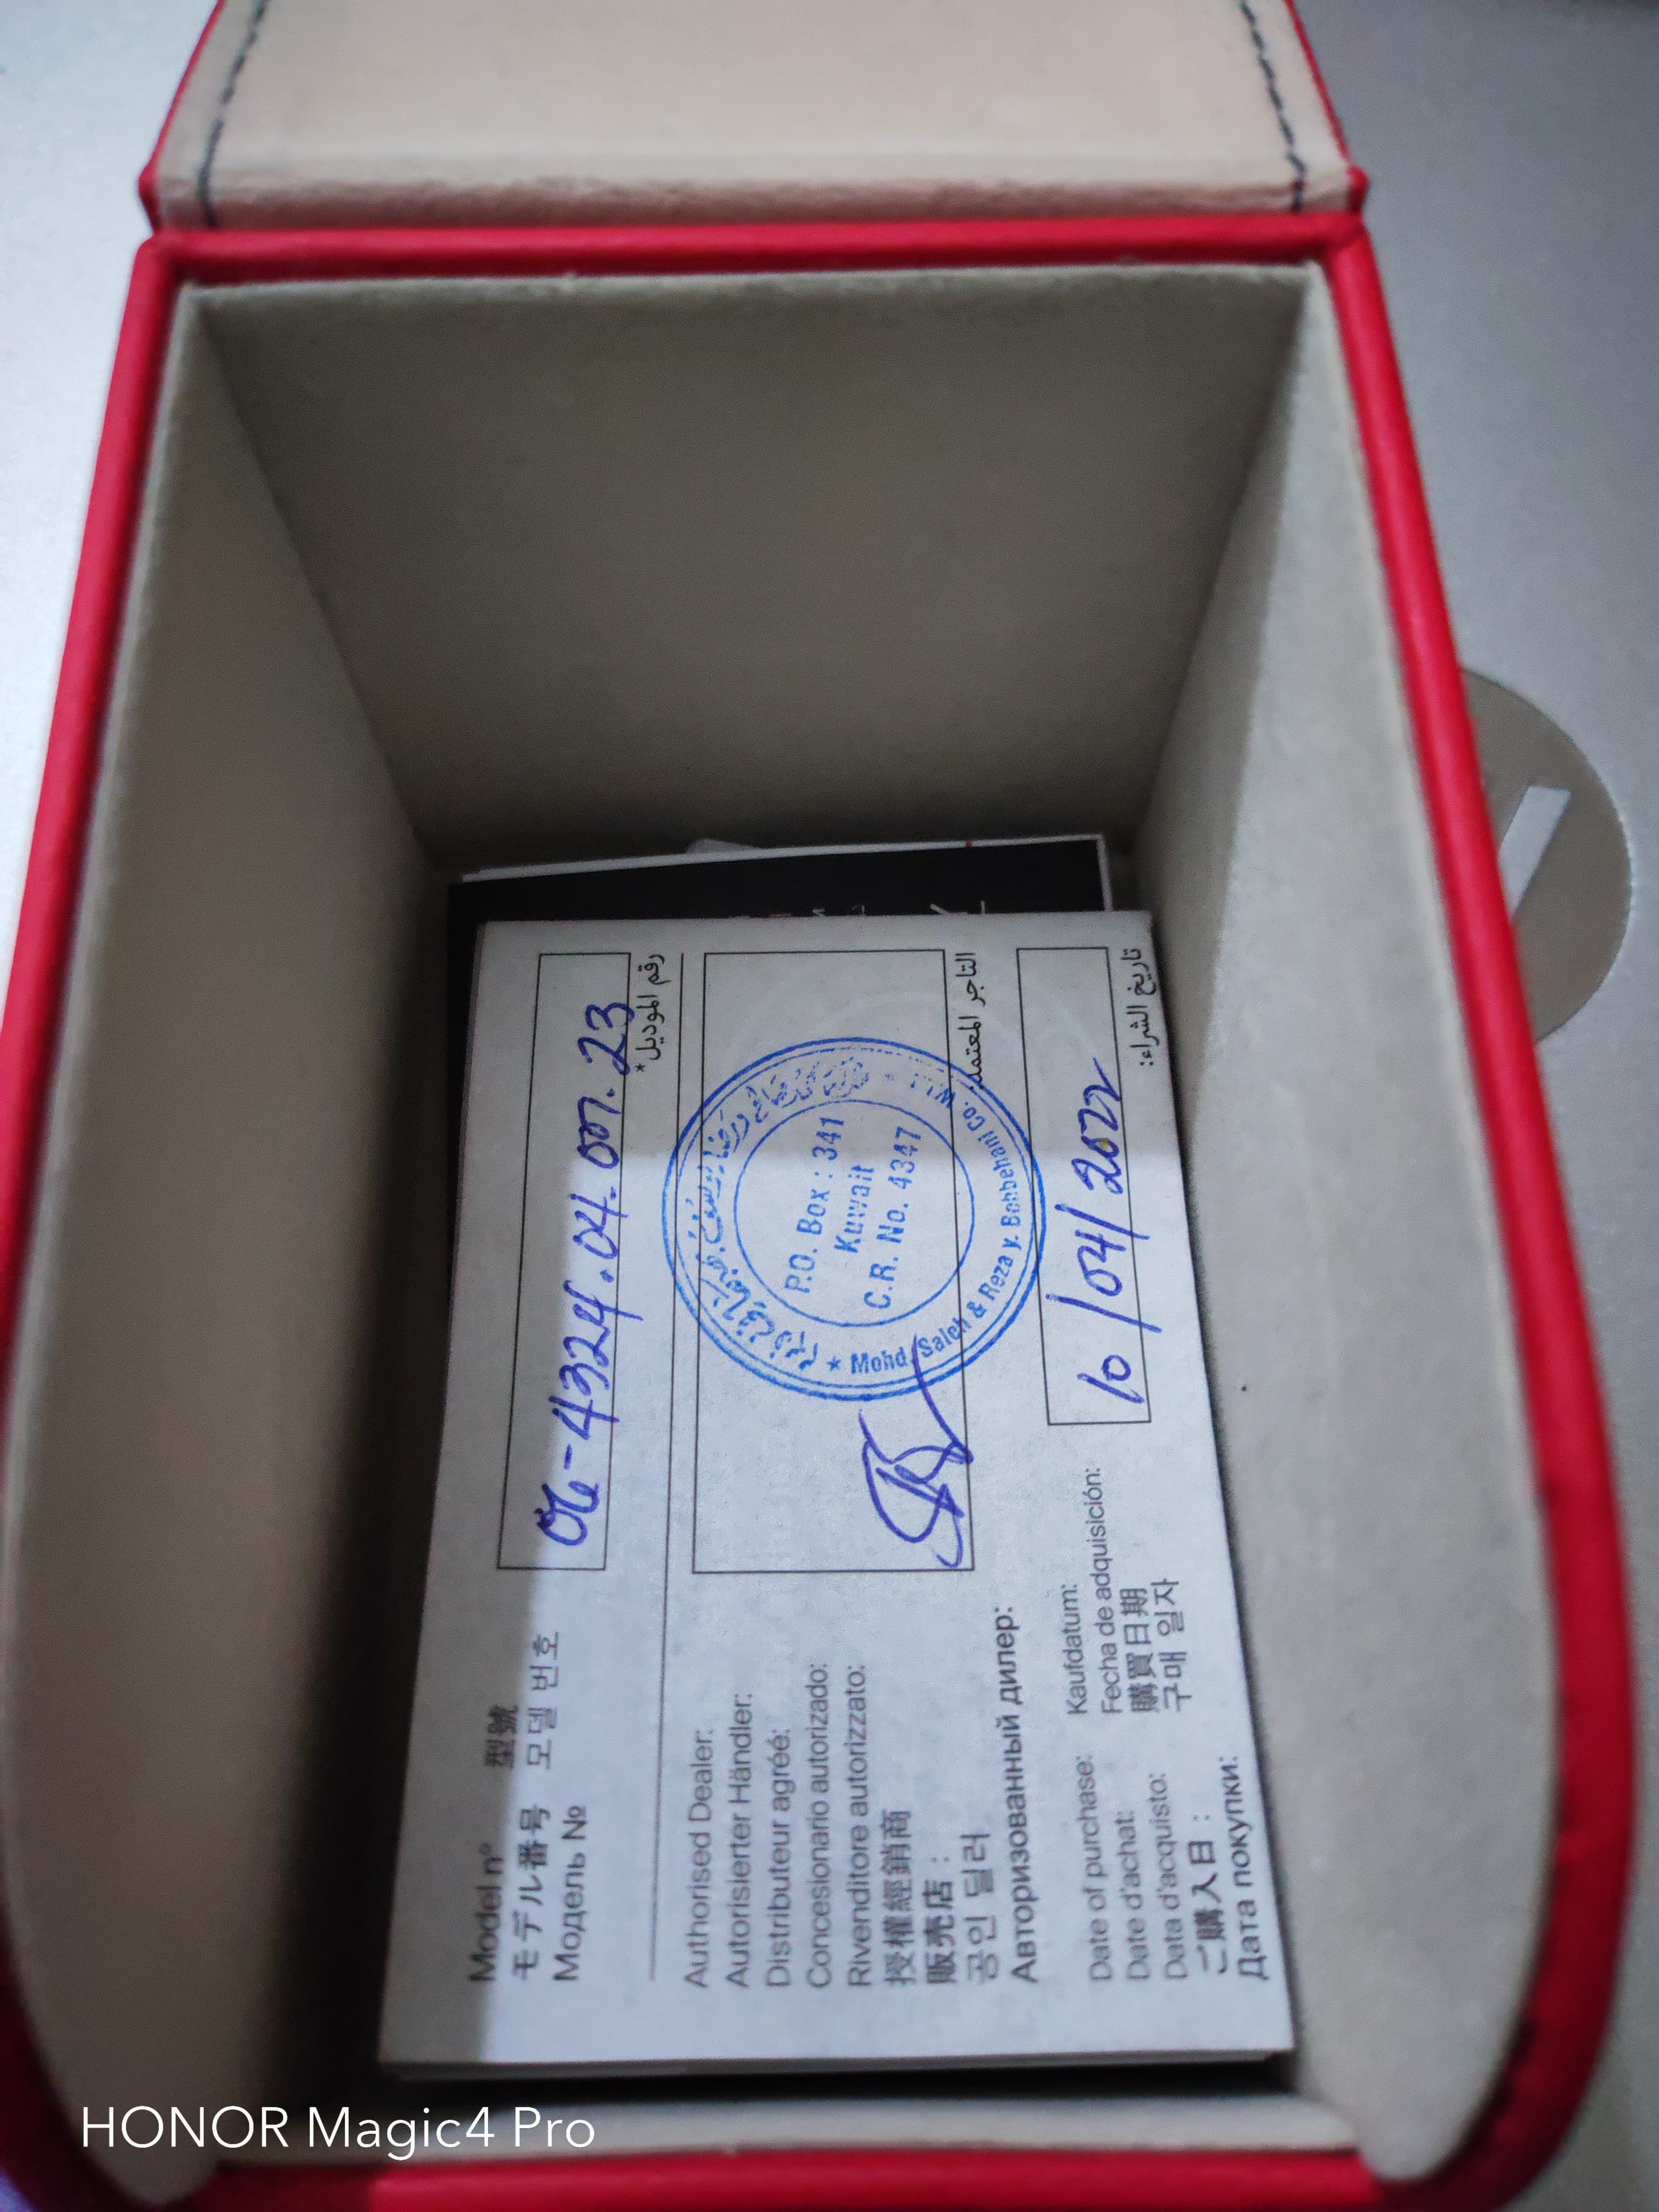 Model n° 型號
モデル番号 모델 번호
Модель №
06-4324.04.007.23
رقم الموديل*
Authorised Dealer:
Autorisierter Händler:
Distributeur agréé:
Concesionario autorizado:
Rivenditore autorizzato:
授權經銷商
販売店：
공인 딜러
Авторизованный дилер:
التاجر المعتمد:
P.O. Box : 341
Kuwait
C.R. No. 4347
★ Mohd. Saleh & Reza y. Behbehani Co. W.L.L.
Date of purchase: Kaufdatum:
Date d'achat: Fecha de adquisición:
Data d'acquisto: 購買日期
ご購入日： 구매 일자
Дата покупки:
10/04/2022
تاريخ الشراء:
HONOR Magic4 Pro